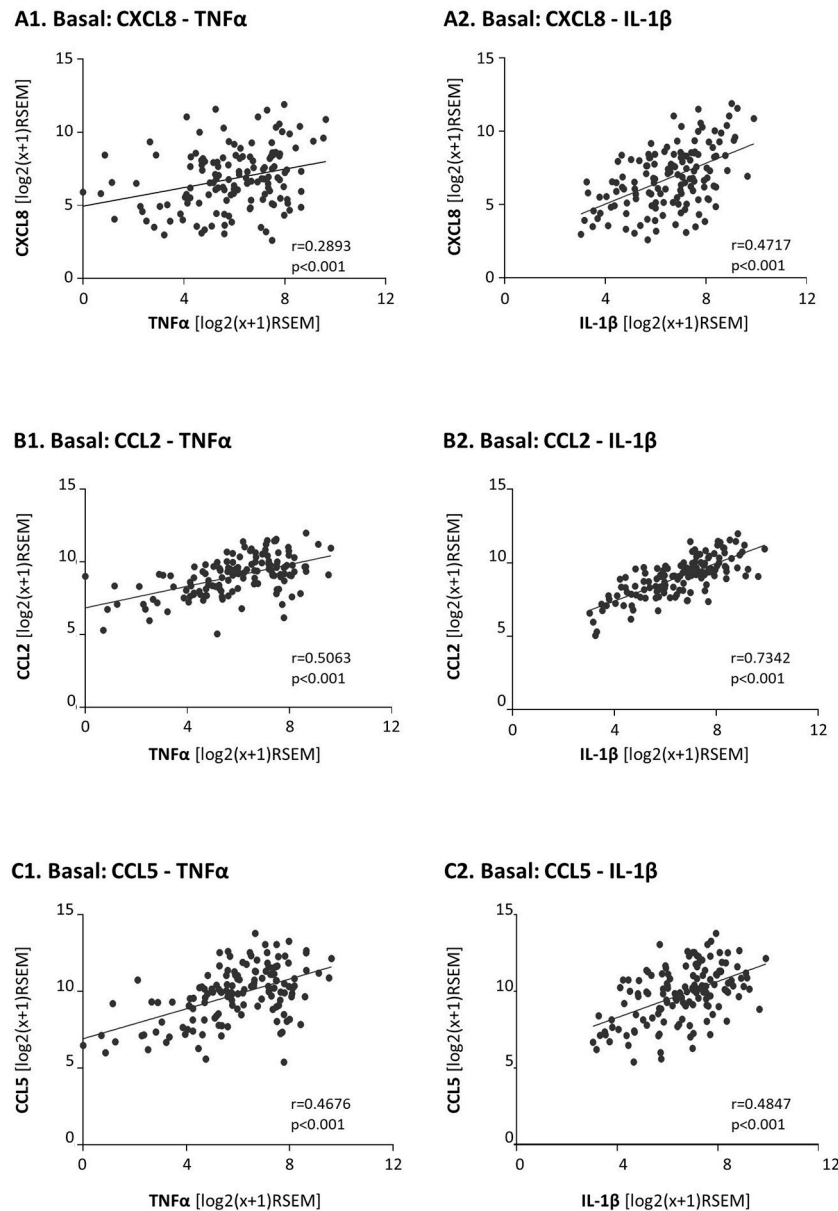 A1. Basal: CXCL8 - TNFα
15
10
5
0
CXCL8 [log2(x+1)RSEM]
r=0.2893
p<0.001
0 4 8 12
TNFα [log2(x+1)RSEM]
A2. Basal: CXCL8 - IL-1β
15
10
5
0
CXCL8 [log2(x+1)RSEM]
r=0.4717
p<0.001
0 4 8 12
IL-1β [log2(x+1)RSEM]
B1. Basal: CCL2 - TNFα
15
10
5
0
CCL2 [log2(x+1)RSEM]
r=0.5063
p<0.001
0 4 8 12
TNFα [log2(x+1)RSEM]
B2. Basal: CCL2 - IL-1β
15
10
5
0
CCL2 [log2(x+1)RSEM]
r=0.7342
p<0.001
0 4 8 12
IL-1β [log2(x+1)RSEM]
C1. Basal: CCL5 - TNFα
15
10
5
0
CCL5 [log2(x+1)RSEM]
r=0.4676
p<0.001
0 4 8 12
TNFα [log2(x+1)RSEM]
C2. Basal: CCL5 - IL-1β
15
10
5
0
CCL5 [log2(x+1)RSEM]
r=0.4847
p<0.001
0 4 8 12
IL-1β [log2(x+1)RSEM]